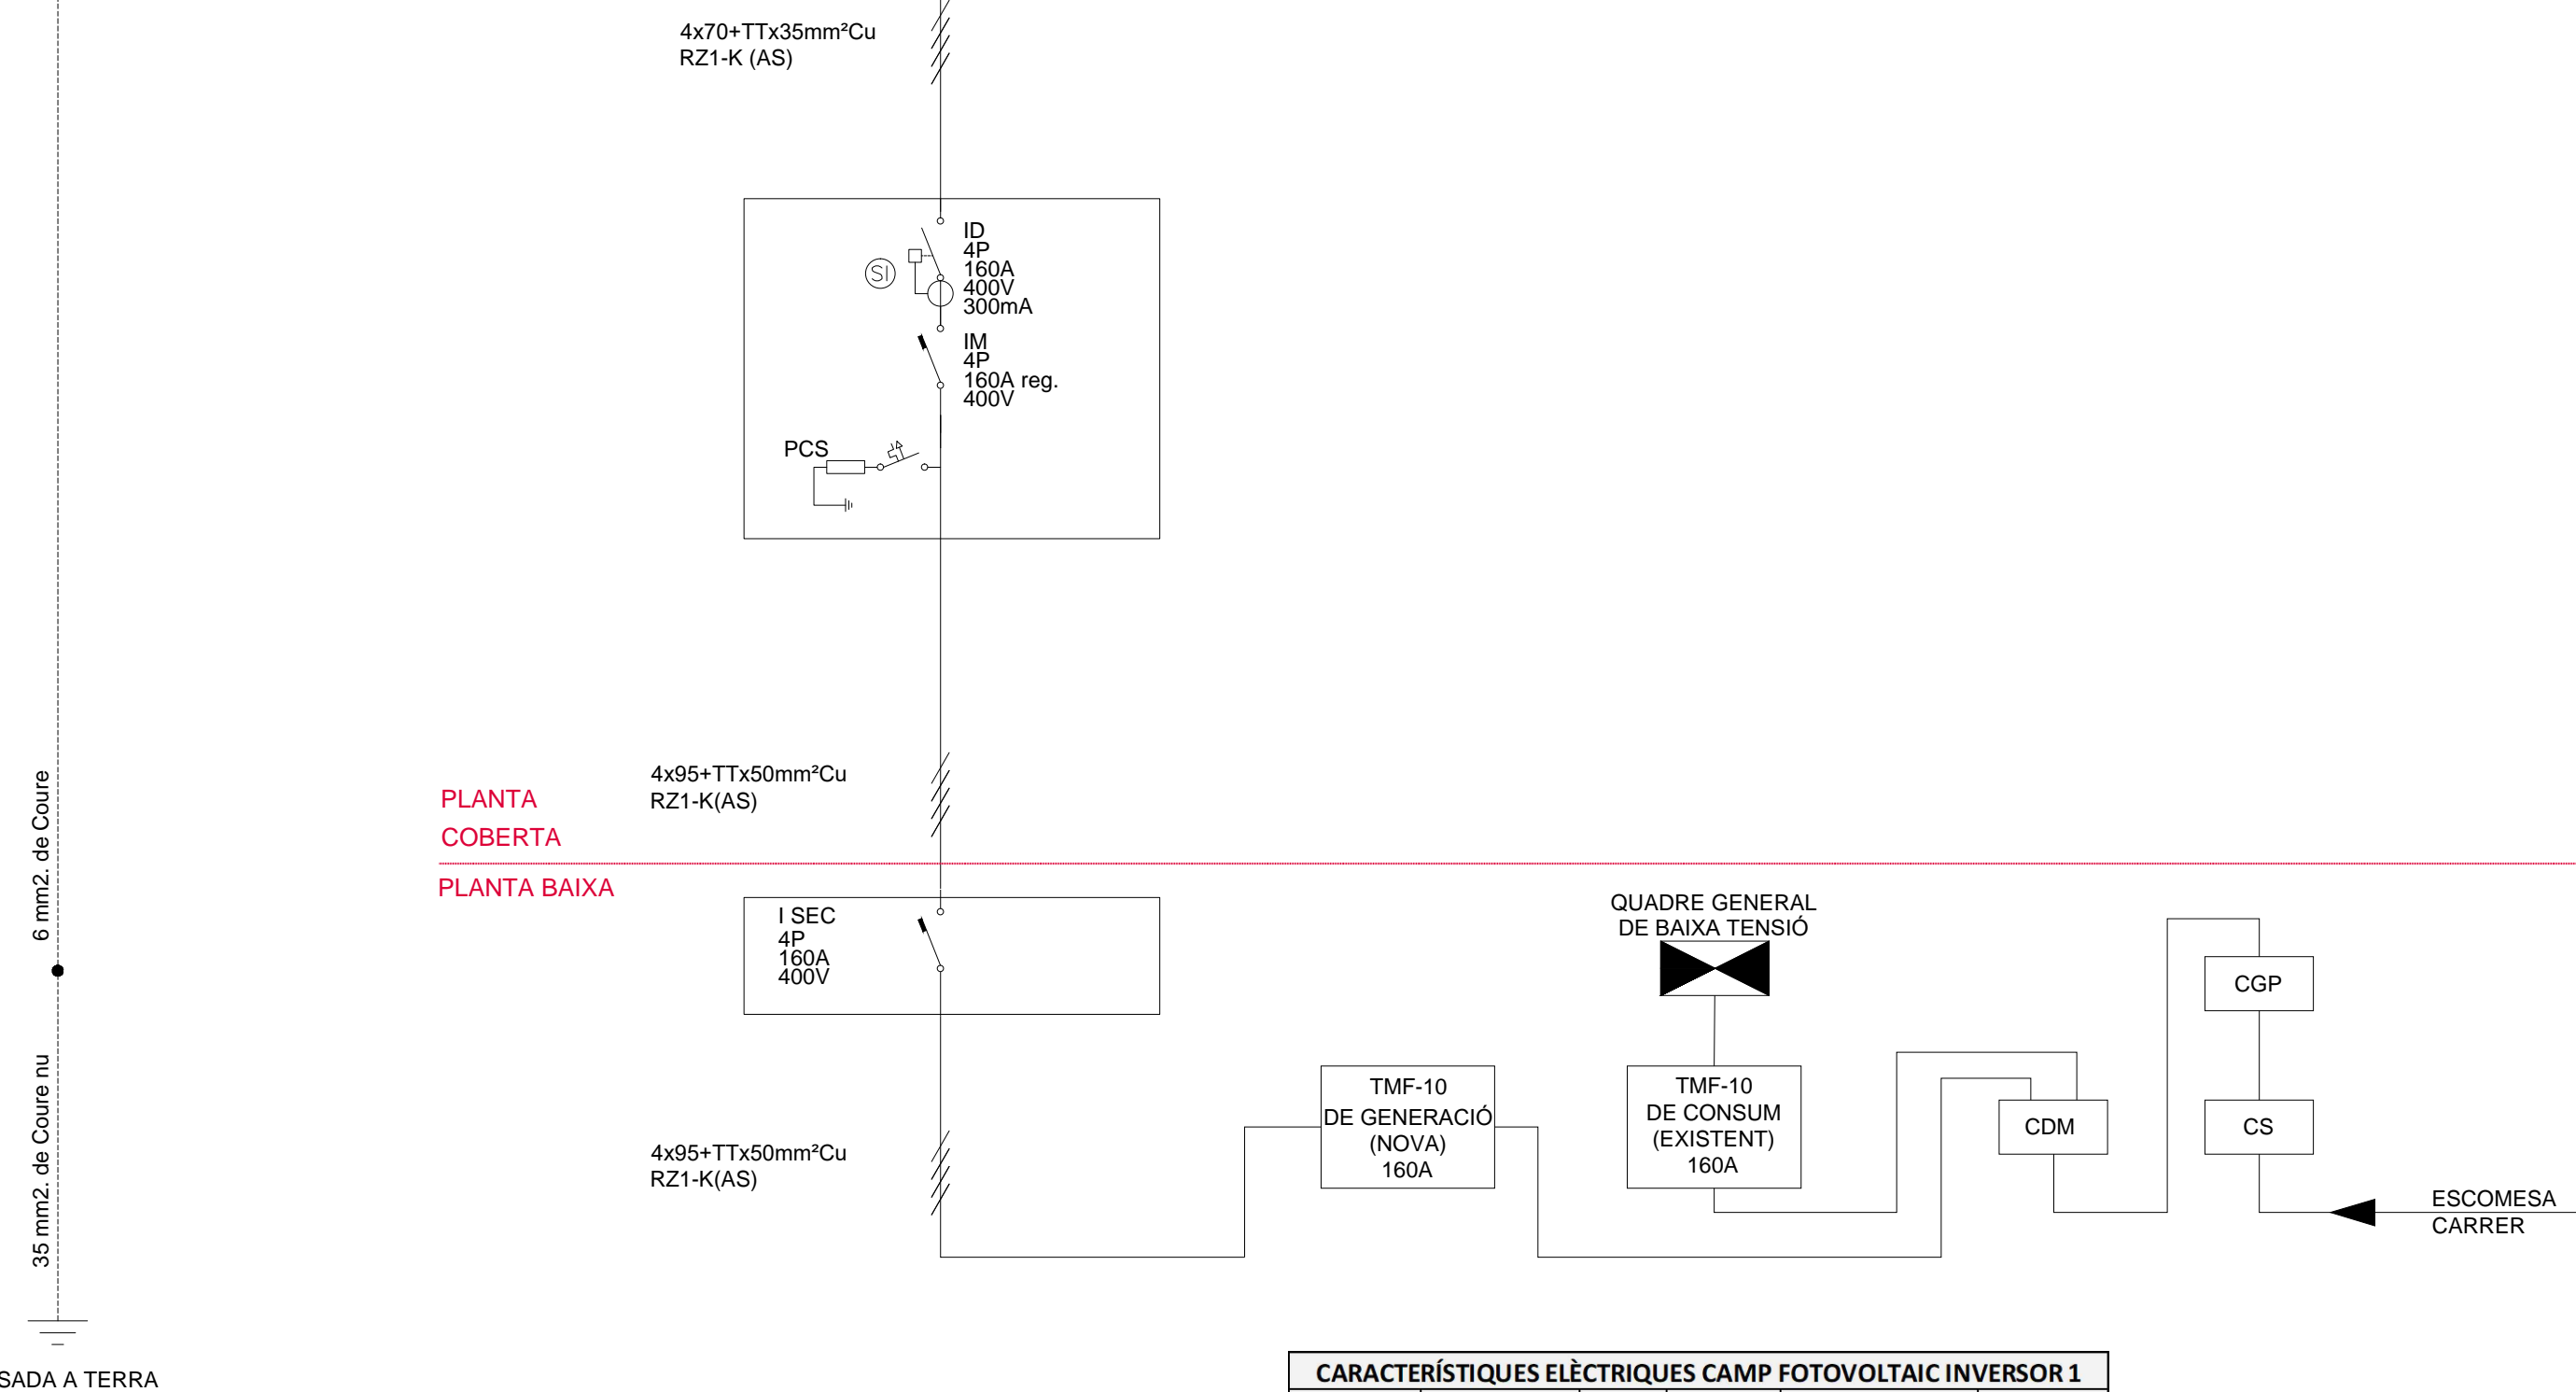 4x70+TTx35mm²Cu
RZ1-K (AS)
ID
4P
160A
400V
300mA
SI
IM
4P
160A reg.
400V
PCS
4x95+TTx50mm²Cu
RZ1-K(AS)
PLANTA
COBERTA
PLANTA BAIXA
6 mm2. de Coure
I SEC
4P
160A
400V
QUADRE GENERAL
DE BAIXA TENSIÓ
CGP
35 mm2. de Coure nu
4x95+TTx50mm²Cu
RZ1-K(AS)
TMF-10
DE GENERACIÓ
(NOVA)
160A
TMF-10
DE CONSUM
(EXISTENT)
160A
CDM
CS
ESCOMESA
CARRER
SADA A TERRA
CARACTERÍSTIQUES ELÈCTRIQUES CAMP FOTOVOLTAIC INVERSOR 1